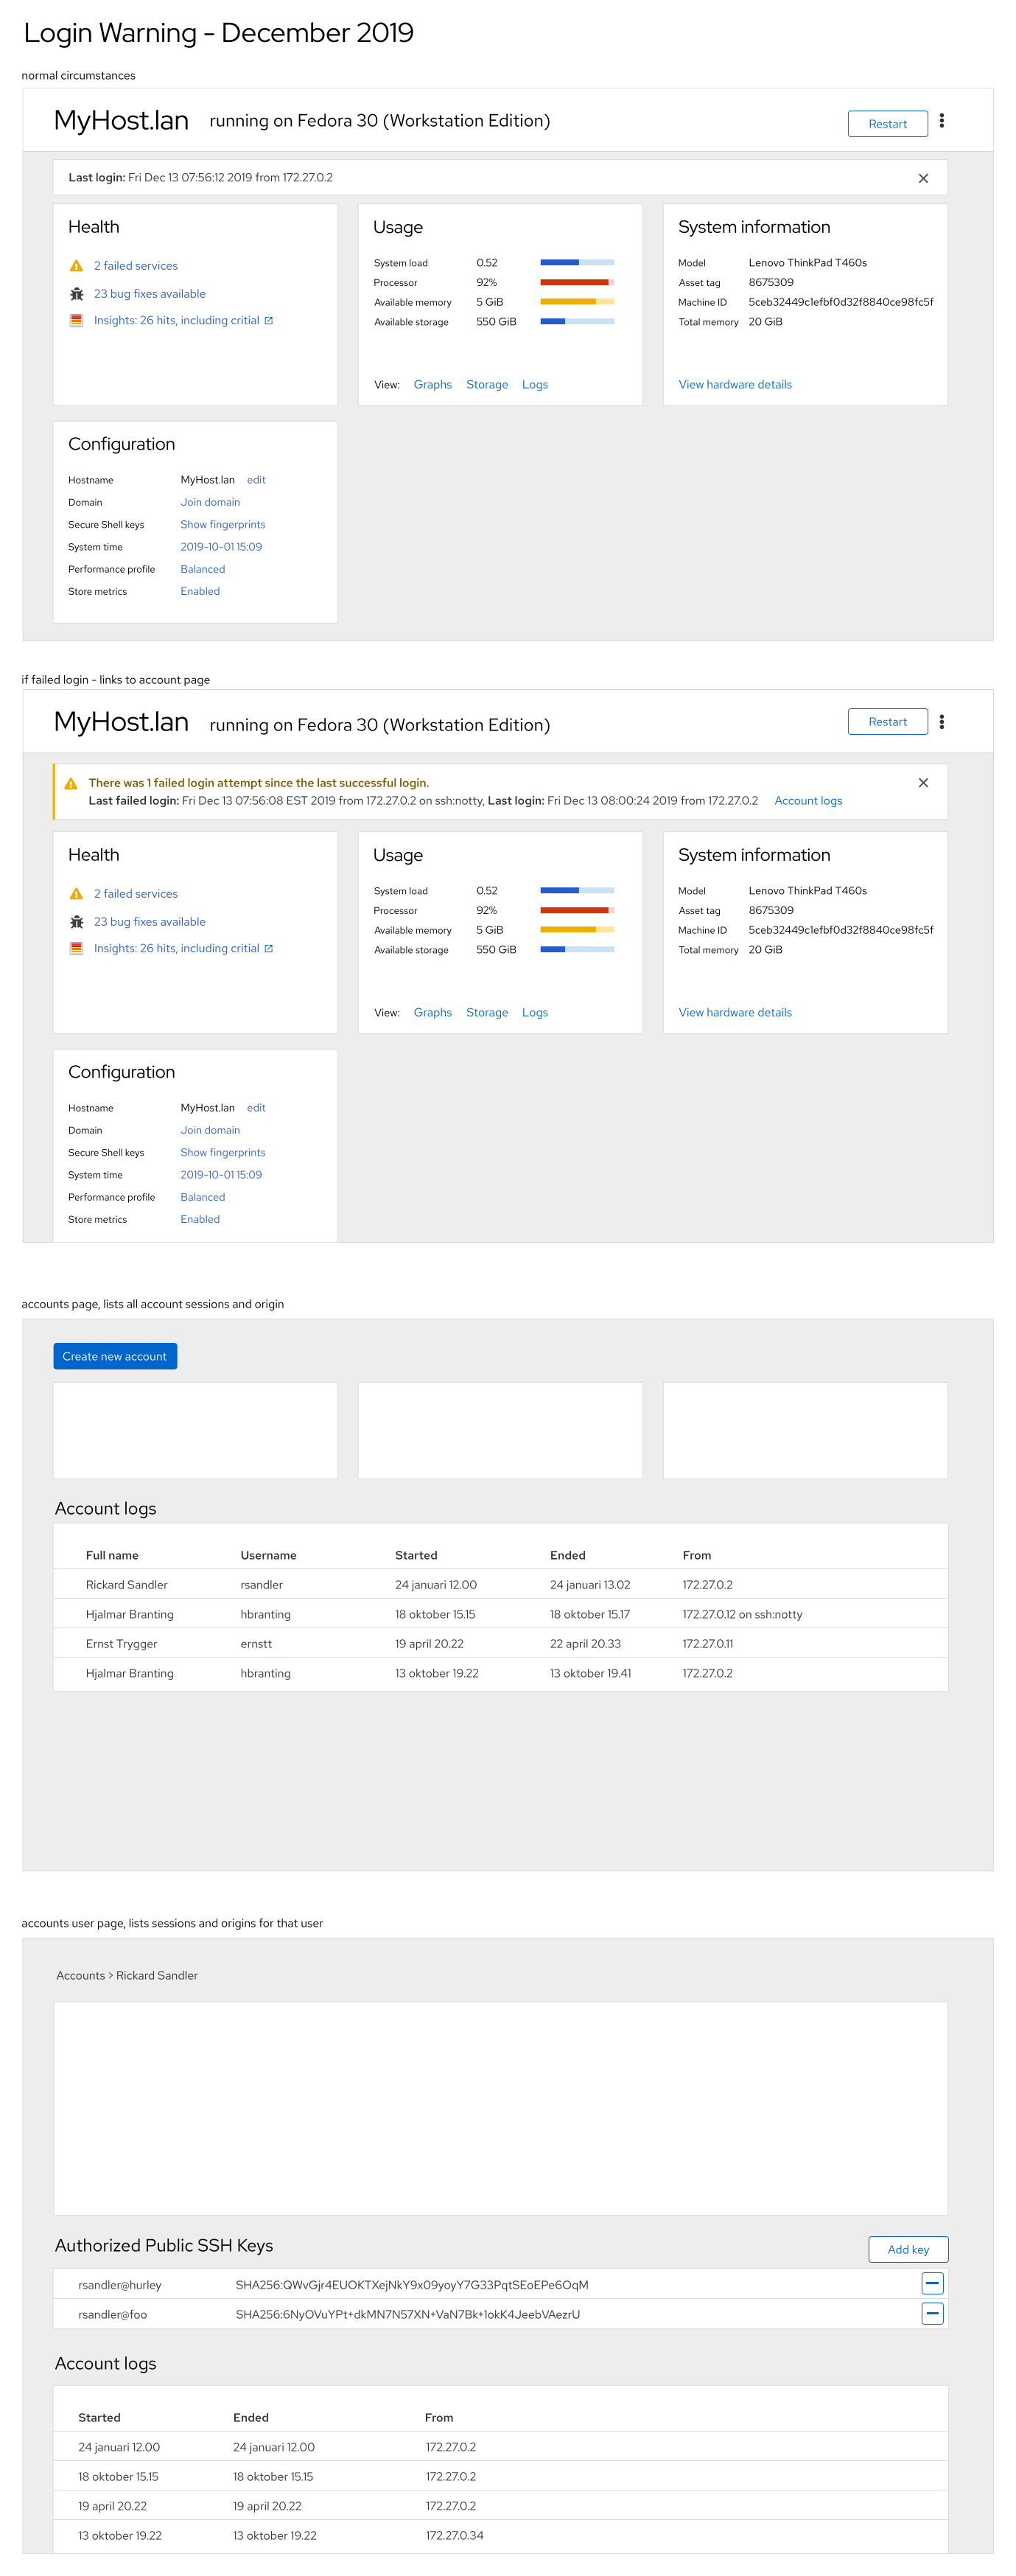 Login Warning - December 2019
normal circumstances
MyHost.lan running on Fedora 30 (Workstation Edition) Restart
Last login: Fri Dec 13 07:56:12 2019 from 172.27.0.2
Health
2 failed services
23 bug fixes available
Insights: 26 hits, including critial
Usage
System load 0.52
Processor 92%
Available memory 5 GiB
Available storage 550 GiB
View: Graphs Storage Logs
System information
Model Lenovo ThinkPad T460s
Asset tag 8675309
Machine ID 5ceb32449c1efbf0d32f8840ce98fc5f
Total memory 20 GiB
View hardware details
Configuration
Hostname MyHost.lan edit
Domain Join domain
Secure Shell keys Show fingerprints
System time 2019-10-01 15:09
Performance profile Balanced
Store metrics Enabled
if failed login - links to account page
MyHost.lan running on Fedora 30 (Workstation Edition) Restart
There was 1 failed login attempt since the last successful login.
Last failed login: Fri Dec 13 07:56:08 EST 2019 from 172.27.0.2 on ssh:notty, Last login: Fri Dec 13 08:00:24 2019 from 172.27.0.2 Account logs
Health
2 failed services
23 bug fixes available
Insights: 26 hits, including critial
Usage
System load 0.52
Processor 92%
Available memory 5 GiB
Available storage 550 GiB
View: Graphs Storage Logs
System information
Model Lenovo ThinkPad T460s
Asset tag 8675309
Machine ID 5ceb32449c1efbf0d32f8840ce98fc5f
Total memory 20 GiB
View hardware details
Configuration
Hostname MyHost.lan edit
Domain Join domain
Secure Shell keys Show fingerprints
System time 2019-10-01 15:09
Performance profile Balanced
Store metrics Enabled
accounts page, lists all account sessions and origin
Create new account
Account logs
Full name Username Started Ended From
Rickard Sandler rsandler 24 januari 12.00 24 januari 13.02 172.27.0.2
Hjalmar Branting hbranting 18 oktober 15.15 18 oktober 15.17 172.27.0.12 on ssh:notty
Ernst Trygger ernstt 19 april 20.22 22 april 20.33 172.27.0.11
Hjalmar Branting hbranting 13 oktober 19.22 13 oktober 19.41 172.27.0.2
accounts user page, lists sessions and origins for that user
Accounts > Rickard Sandler
Authorized Public SSH Keys Add key
rsandler@hurley SHA256:QWvGjr4EUOKTXejNkY9x09yoyY7G33PqtSEoEPe6OqM
rsandler@foo SHA256:6NyOVuYPt+dkMN7N57XN+VaN7Bk+1okK4JeebVAezrU
Account logs
Started Ended From
24 januari 12.00 24 januari 12.00 172.27.0.2
18 oktober 15.15 18 oktober 15.15 172.27.0.2
19 april 20.22 19 april 20.22 172.27.0.2
13 oktober 19.22 13 oktober 19.22 172.27.0.34